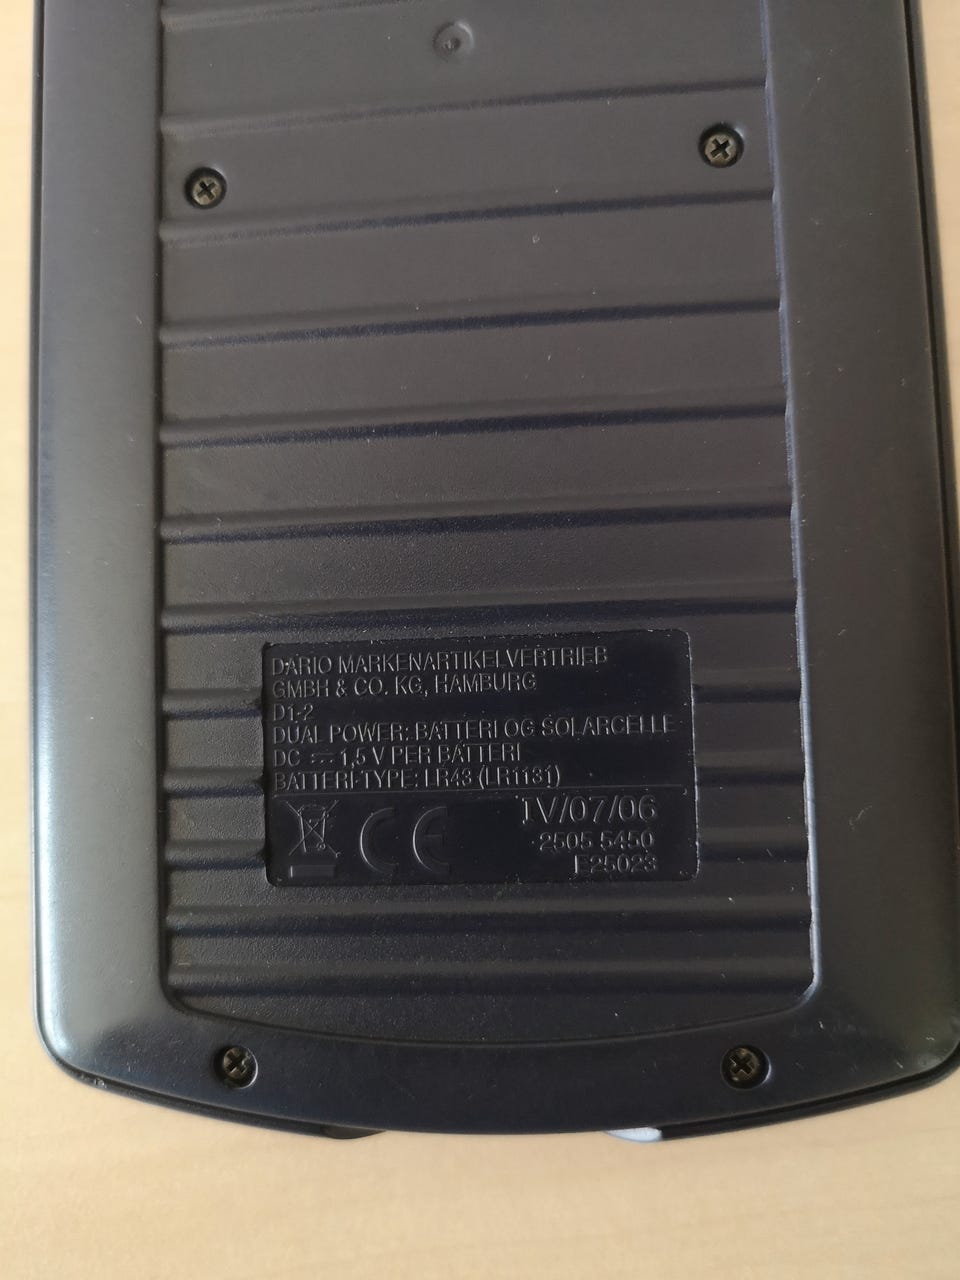 DARIO MARKENARTIKELVERTRIEB
GMBH & CO. KG, HAMBURG
D1-2
DUAL POWER: BATTERI OG SOLARCELLE
DC ⎓ 1,5 V PER BATTERI
BATTERI-TYPE: LR43 (LR1131)
CE
IV/07/06
2505 5450
E25023